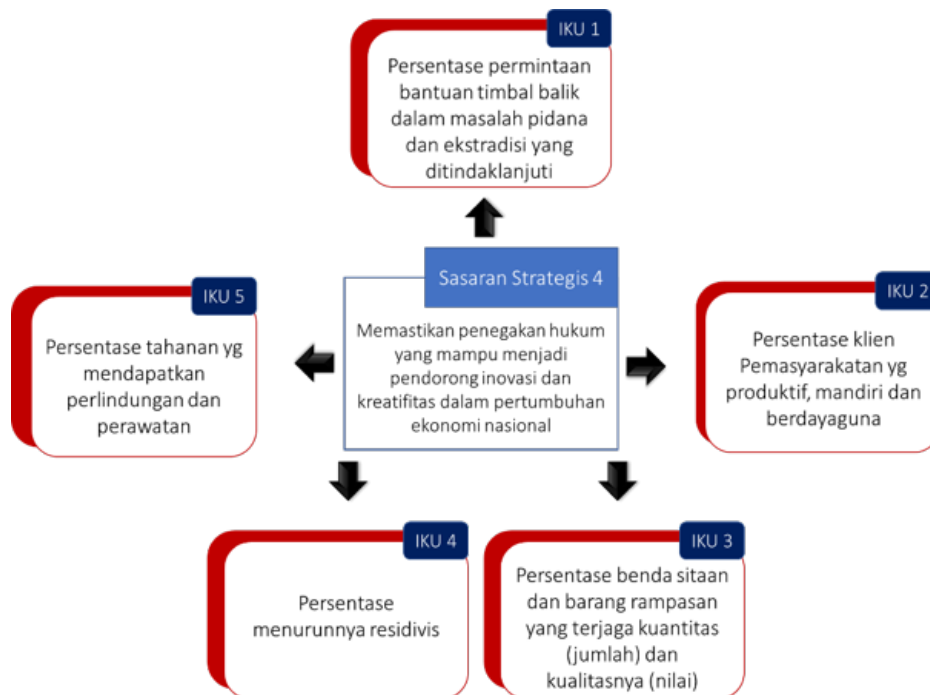 IKU 1
Persentase permintaan
bantuan timbal balik
dalam masalah pidana
dan ekstradisi yang
ditindaklanjuti
Sasaran Strategis 4
Memastikan penegakan hukum
yang mampu menjadi
pendorong inovasi dan
kreatifitas dalam pertumbuhan
ekonomi nasional
IKU 2
Persentase klien
Pemasyarakatan yg
produktif, mandiri dan
berdayaguna
IKU 3
Persentase benda sitaan
dan barang rampasan
yang terjaga kuantitas
(jumlah) dan
kualitasnya (nilai)
IKU 4
Persentase
menurunnya residivis
IKU 5
Persentase tahanan yg
mendapatkan
perlindungan dan
perawatan